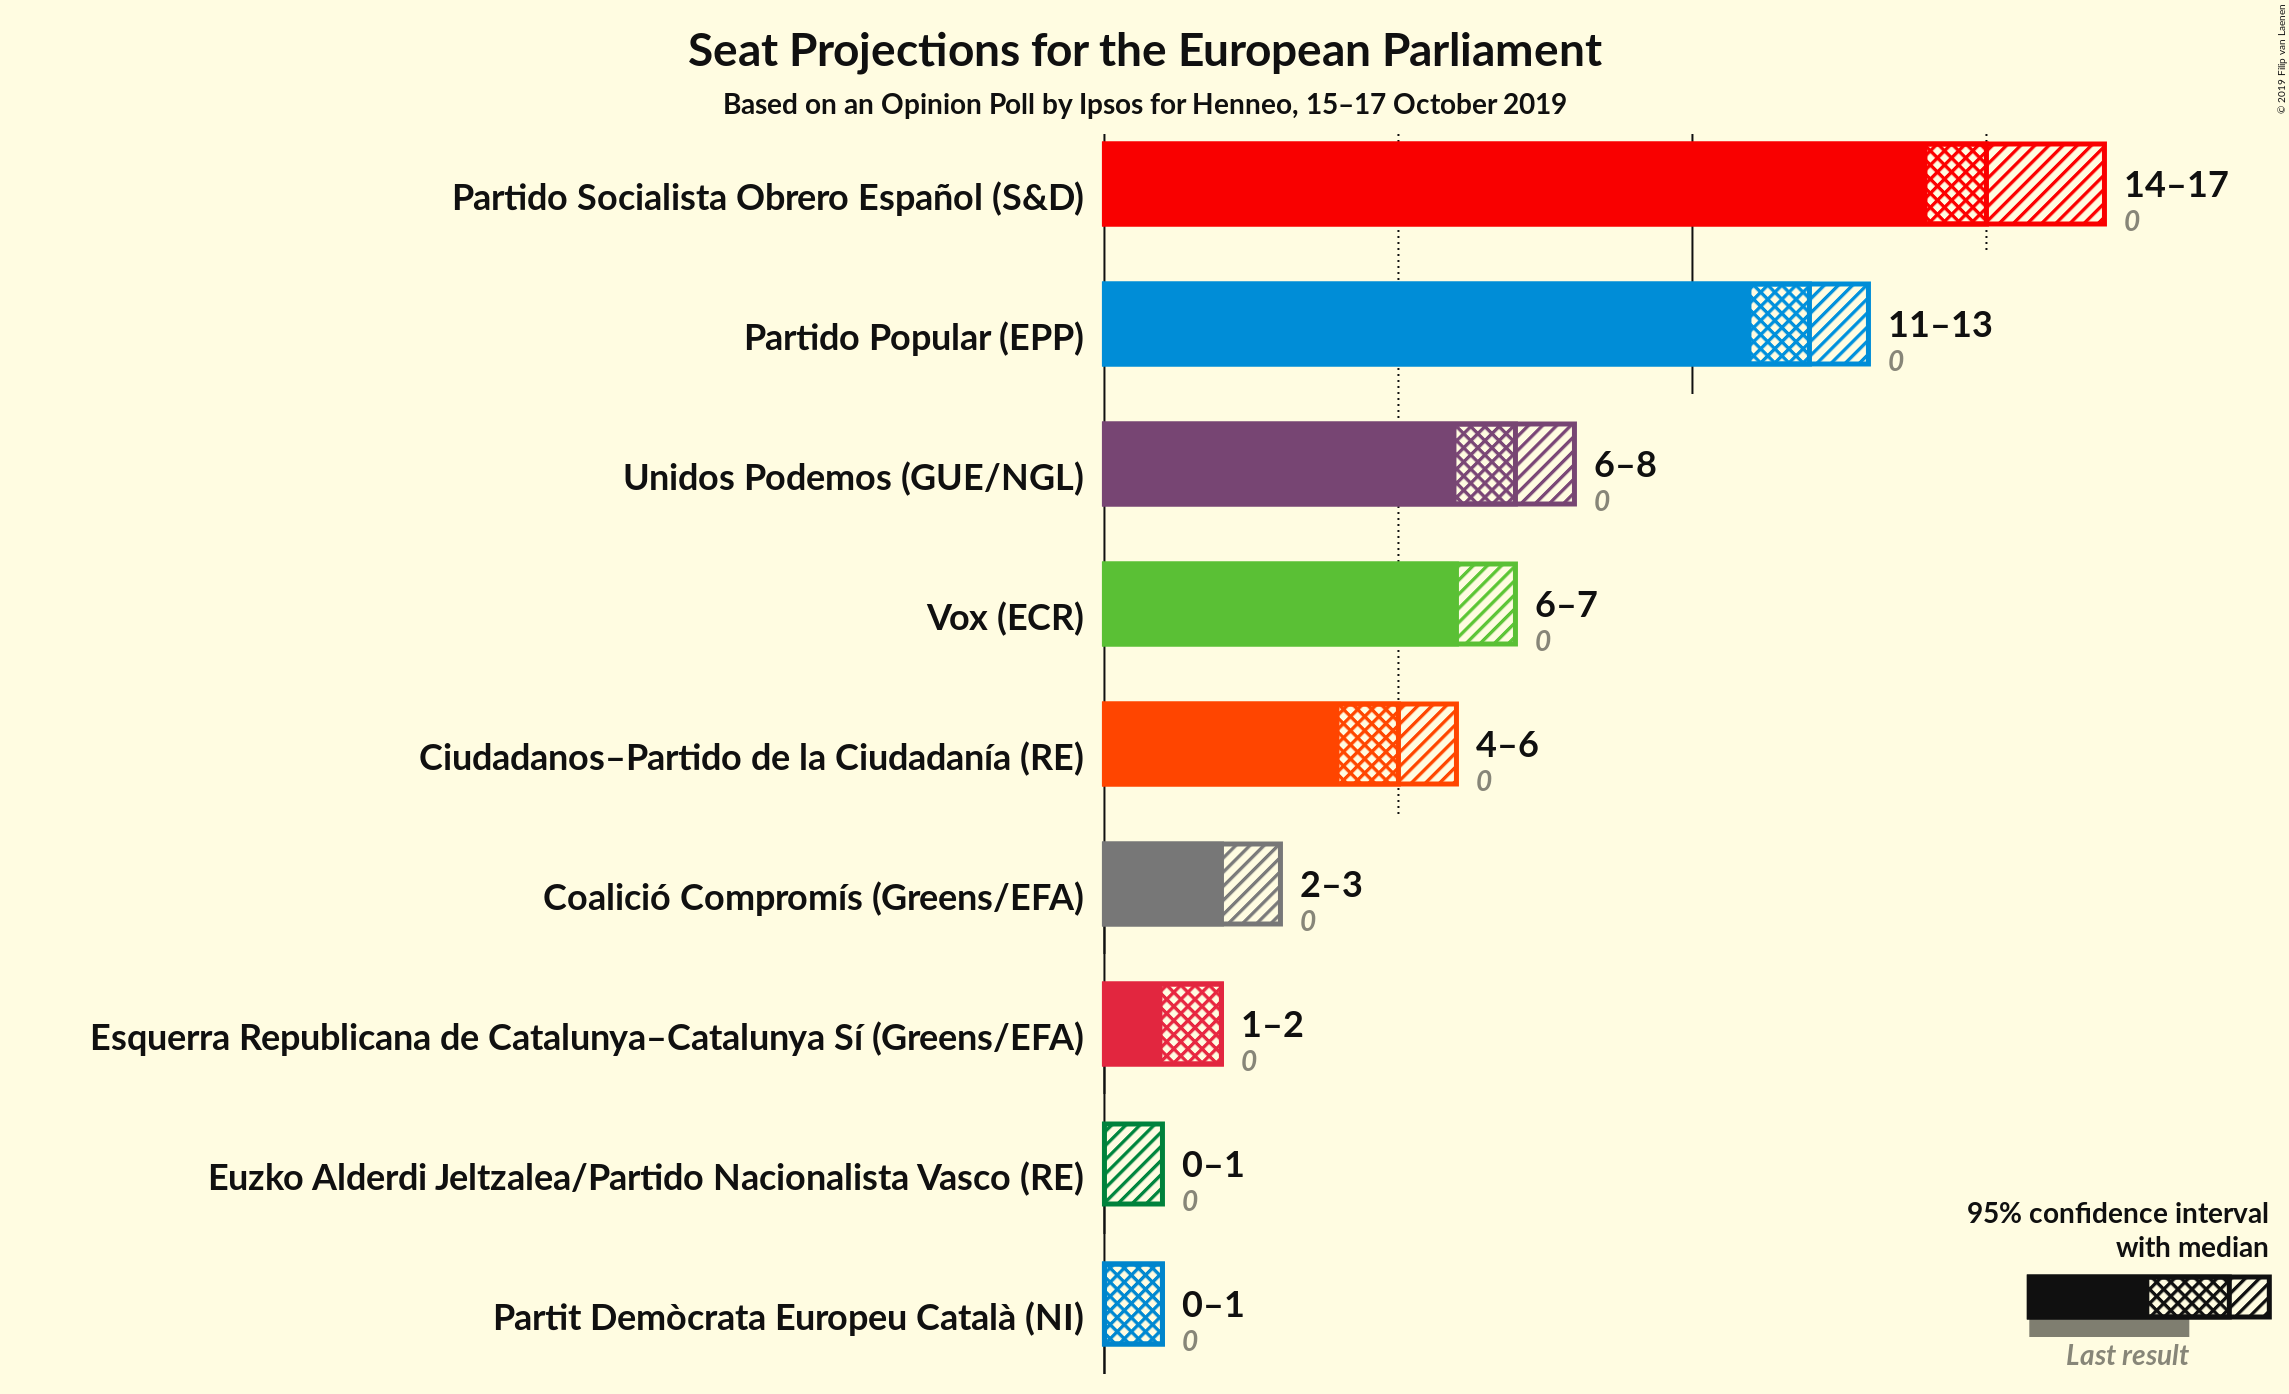 Seat Projections for the European Parliament
Based on an Opinion Poll by Ipsos for Henneo, 15–17 October 2019
© 2019 Filip van Laenen
Partido Socialista Obrero Español (S&D)
14–17
0
Partido Popular (EPP)
11–13
0
Unidos Podemos (GUE/NGL)
6–8
0
Vox (ECR)
6–7
0
Ciudadanos–Partido de la Ciudadanía (RE)
4–6
0
Coalició Compromís (Greens/EFA)
2–3
0
Esquerra Republicana de Catalunya–Catalunya Sí (Greens/EFA)
1–2
0
Euzko Alderdi Jeltzalea/Partido Nacionalista Vasco (RE)
0–1
0
Partit Demòcrata Europeu Català (NI)
0–1
0
95% confidence interval
with median
Last result